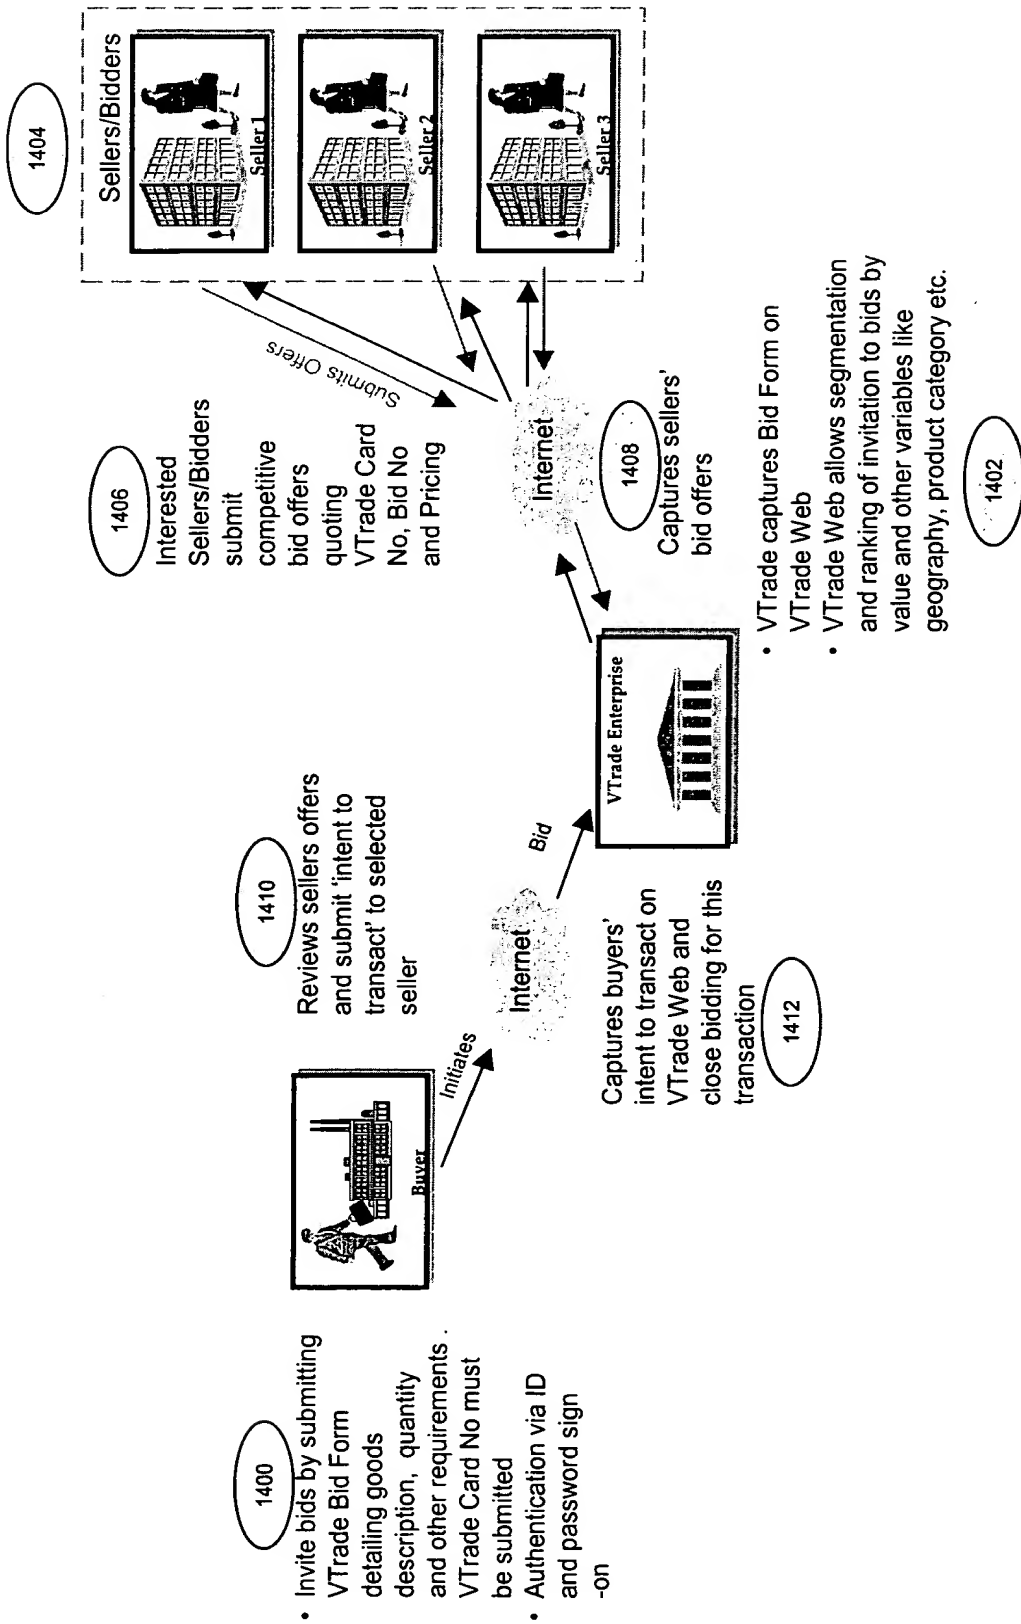 1400
• Invite bids by submitting
VTrade Bid Form
detailing goods
description, quantity
and other requirements .
VTrade Card No must
be submitted
• Authentication via ID
and password sign
-on
Buyer
Initiates
1410
Reviews sellers offers
and submit 'intent to
transact' to selected
seller
Internet
Bid
Captures buyers'
intent to transact on
VTrade Web and
close bidding for this
transaction
1412
VTrade Enterprise
1406
Interested
Sellers/Bidders
submit
competitive
bid offers
quoting
VTrade Card
No, Bid No
and Pricing
Submits Offers
Internet
1408
Captures sellers'
bid offers
• VTrade captures Bid Form on
VTrade Web
• VTrade Web allows segmentation
and ranking of invitation to bids by
value and other variables like
geography, product category etc.
1402
1404
Sellers/Bidders
Seller 1
Seller 2
Seller 3